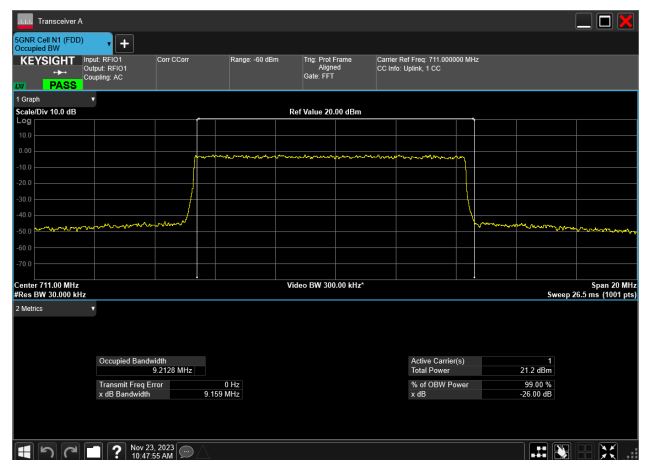 Transceiver A
5GNR Cell N1 (FDD)
Occupied BW
KEYSIGHT
LV
PASS
Input: RFIO1
Output: RFIO1
Coupling: AC
Corr CCorr
Range: -60 dBm
Trig: Prot Frame
Aligned
Gate: FFT
Carrier Ref Freq: 711.000000 MHz
CC Info: Uplink, 1 CC
1 Graph
Scale/Div 10.0 dB
Ref Value 20.00 dBm
Log
10.0
0.00
-10.0
-20.0
-30.0
-40.0
-50.0
-60.0
-70.0
Center 711.00 MHz
#Res BW 30.000 kHz
Video BW 300.00 kHz*
Span 20 MHz
Sweep 26.5 ms (1001 pts)
2 Metrics
Occupied Bandwidth
9.2128 MHz
Transmit Freq Error 0 Hz
x dB Bandwidth 9.159 MHz
Active Carrier(s) 1
Total Power 21.2 dBm
% of OBW Power 99.00 %
x dB -26.00 dB
?
Nov 23, 2023
10:47:55 AM